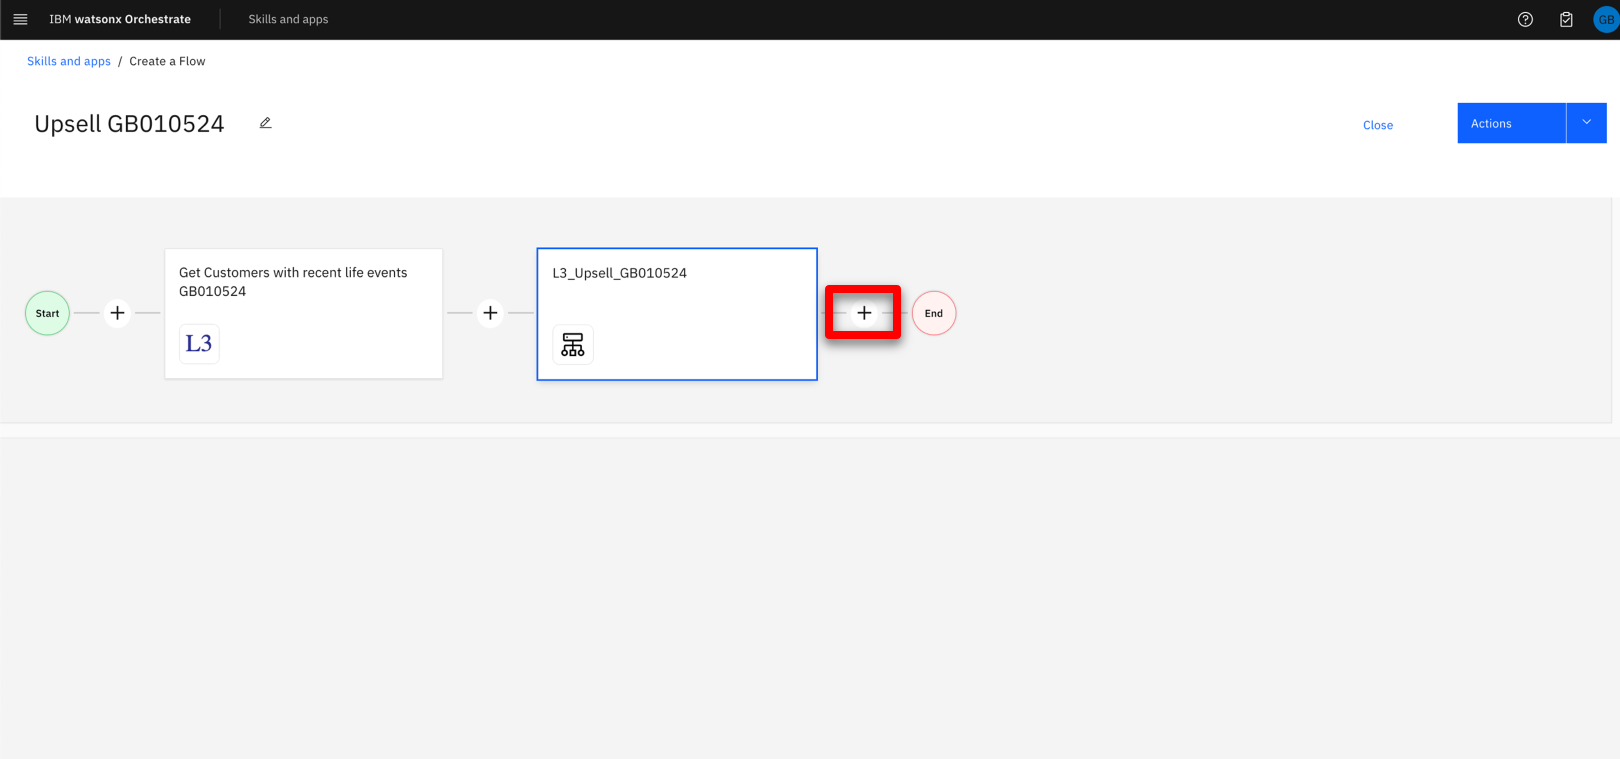 IBM watsonx Orchestrate
Skills and apps
GB
Skills and apps / Create a Flow
Upsell GB010524
Close
Actions
Start
Get Customers with recent life events
GB010524
L3
L3_Upsell_GB010524
End